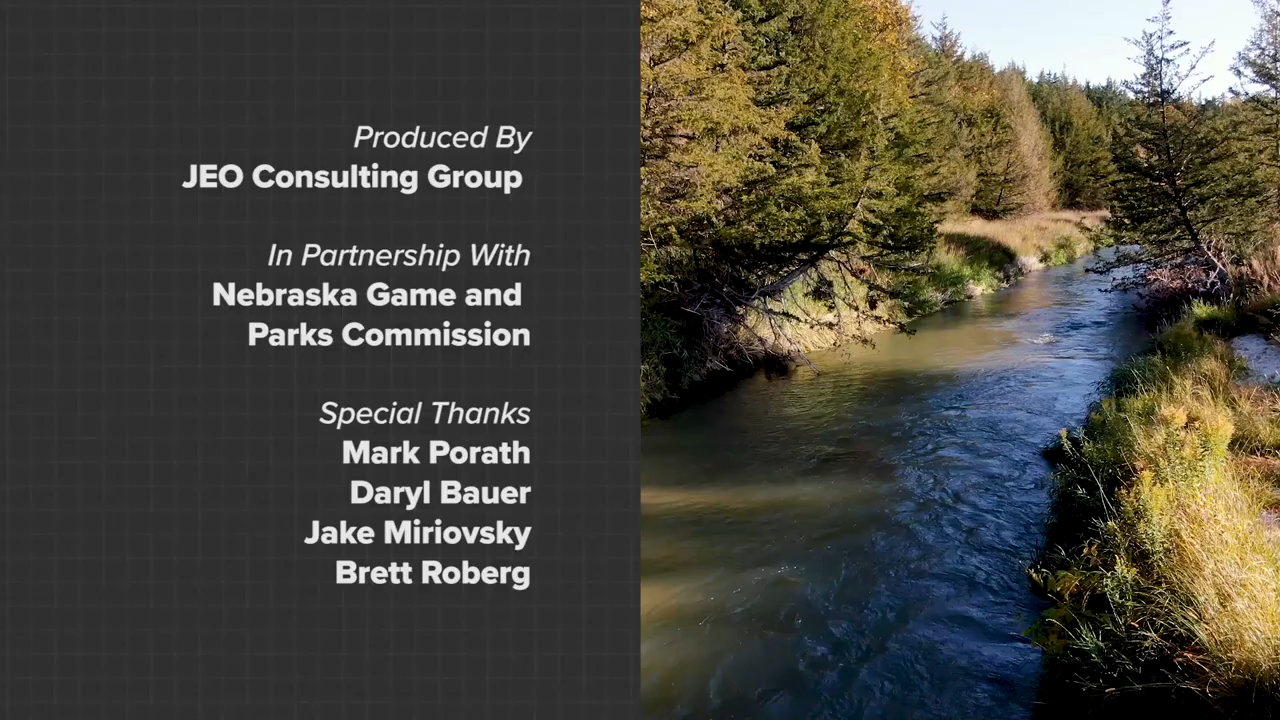 Produced By
JEO Consulting Group
In Partnership With
Nebraska Game and
Parks Commission
Special Thanks
Mark Porath
Daryl Bauer
Jake Miriovsky
Brett Roberg